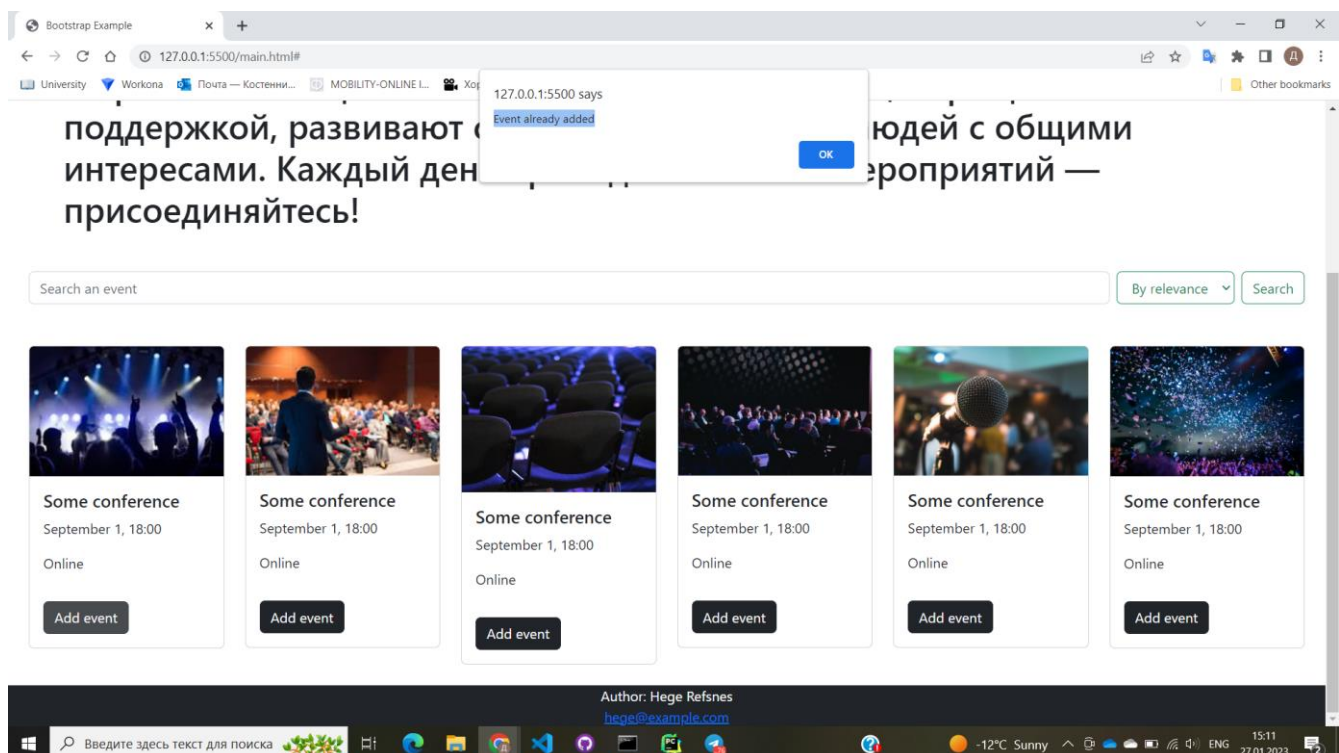 Bootstrap Example
127.0.0.1:5500/main.html#
University
Workona
Почта — Костенни...
MOBILITY-ONLINE I...
Other bookmarks
127.0.0.1:5500 says
Event already added
OK
поддержкой, развивают
юдей с общими
интересами. Каждый ден
ероприятий —
присоединяйтесь!
Search an event
By relevance
Search
Some conference
September 1, 18:00
Online
Add event
Some conference
September 1, 18:00
Online
Add event
Some conference
September 1, 18:00
Online
Add event
Some conference
September 1, 18:00
Online
Add event
Some conference
September 1, 18:00
Online
Add event
Some conference
September 1, 18:00
Online
Add event
Author: Hege Refsnes
hege@example.com
Введите здесь текст для поиска
-12°C Sunny
ENG
15:11
27.01.2023